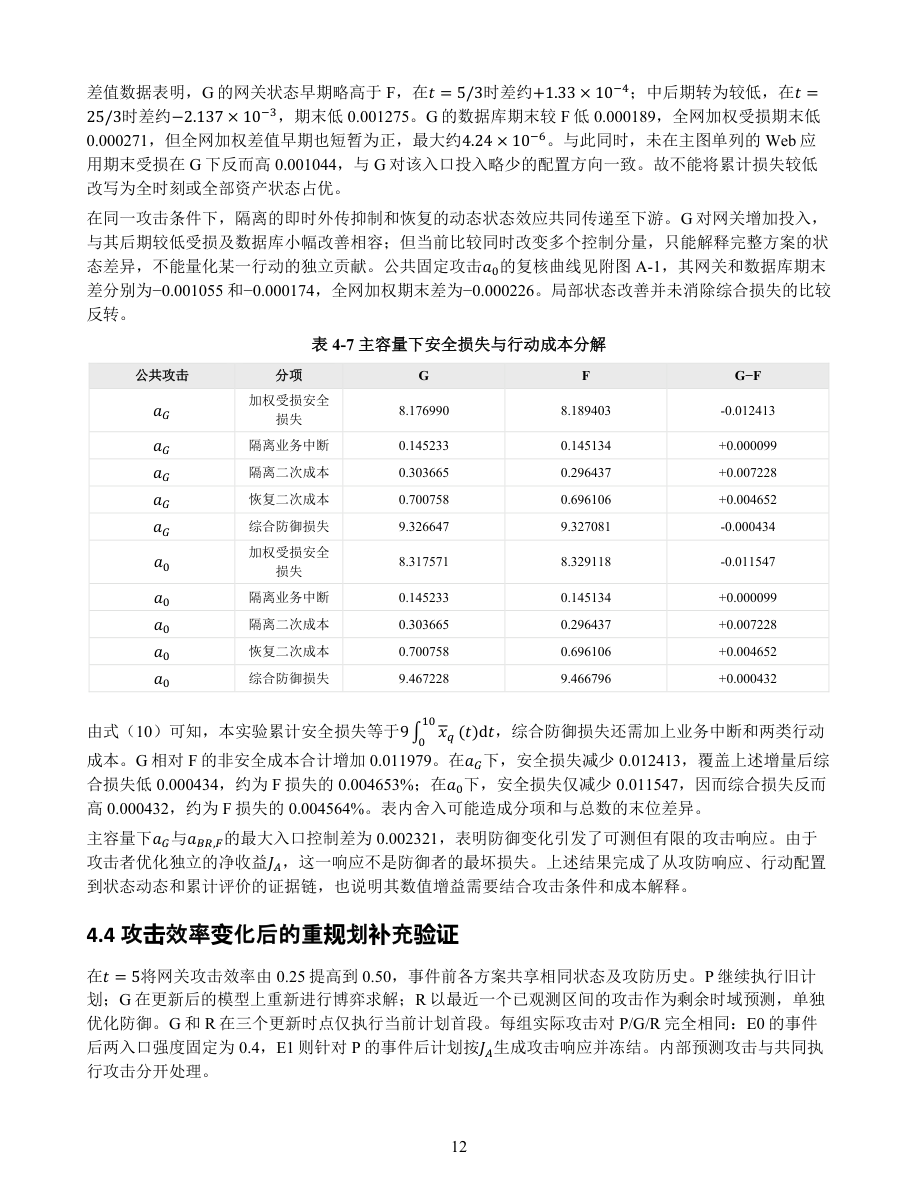 差值数据表明，G 的网关状态早期略高于 F，在t = 5/3时差约+1.33 × 10⁻⁴；中后期转为较低，在t =
25/3时差约−2.137 × 10⁻³，期末低 0.001275。G 的数据库期末较 F 低 0.000189，全网加权受损期末低
0.000271，但全网加权差值早期也短暂为正，最大约4.24 × 10⁻⁶。与此同时，未在主图单列的 Web 应
用期末受损在 G 下反而高 0.001044，与 G 对该入口投入略少的配置方向一致。故不能将累计损失较低
改写为全时刻或全部资产状态占优。
在同一攻击条件下，隔离的即时外传抑制和恢复的动态状态效应共同传递至下游。G 对网关增加投入，
与其后期较低受损及数据库小幅改善相容；但当前比较同时改变多个控制分量，只能解释完整方案的状
态差异，不能量化某一行动的独立贡献。公共固定攻击a₀的复核曲线见附图 A-1，其网关和数据库期末
差分别为−0.001055 和−0.000174，全网加权期末差为−0.000226。局部状态改善并未消除综合损失的比较
反转。
表 4-7 主容量下安全损失与行动成本分解
公共攻击 分项 G F G−F
a_G 加权受损安全损失 8.176990 8.189403 -0.012413
a_G 隔离业务中断 0.145233 0.145134 +0.000099
a_G 隔离二次成本 0.303665 0.296437 +0.007228
a_G 恢复二次成本 0.700758 0.696106 +0.004652
a_G 综合防御损失 9.326647 9.327081 -0.000434
a₀ 加权受损安全损失 8.317571 8.329118 -0.011547
a₀ 隔离业务中断 0.145233 0.145134 +0.000099
a₀ 隔离二次成本 0.303665 0.296437 +0.007228
a₀ 恢复二次成本 0.700758 0.696106 +0.004652
a₀ 综合防御损失 9.467228 9.466796 +0.000432
由式（10）可知，本实验累计安全损失等于9 ∫₀¹⁰ x̅_q (t)dt，综合防御损失还需加上业务中断和两类行动
成本。G 相对 F 的非安全成本合计增加 0.011979。在a_G下，安全损失减少 0.012413，覆盖上述增量后综
合损失低 0.000434，约为 F 损失的 0.004653%；在a₀下，安全损失仅减少 0.011547，因而综合损失反而
高 0.000432，约为 F 损失的 0.004564%。表内舍入可能造成分项和与总数的末位差异。
主容量下a_G与a_{BR,F}的最大入口控制差为 0.002321，表明防御变化引发了可测但有限的攻击响应。由于
攻击者优化独立的净收益J_A，这一响应不是防御者的最坏损失。上述结果完成了从攻防响应、行动配置
到状态动态和累计评价的证据链，也说明其数值增益需要结合攻击条件和成本解释。
4.4 攻击效率变化后的重规划补充验证
在t = 5将网关攻击效率由 0.25 提高到 0.50，事件前各方案共享相同状态及攻防历史。P 继续执行旧计
划；G 在更新后的模型上重新进行博弈求解；R 以最近一个已观测区间的攻击作为剩余时域预测，单独
优化防御。G 和 R 在三个更新时点仅执行当前计划首段。每组实际攻击对 P/G/R 完全相同：E0 的事件
后两入口强度固定为 0.4，E1 则针对 P 的事件后计划按J_A生成攻击响应并冻结。内部预测攻击与共同执
行攻击分开处理。
12